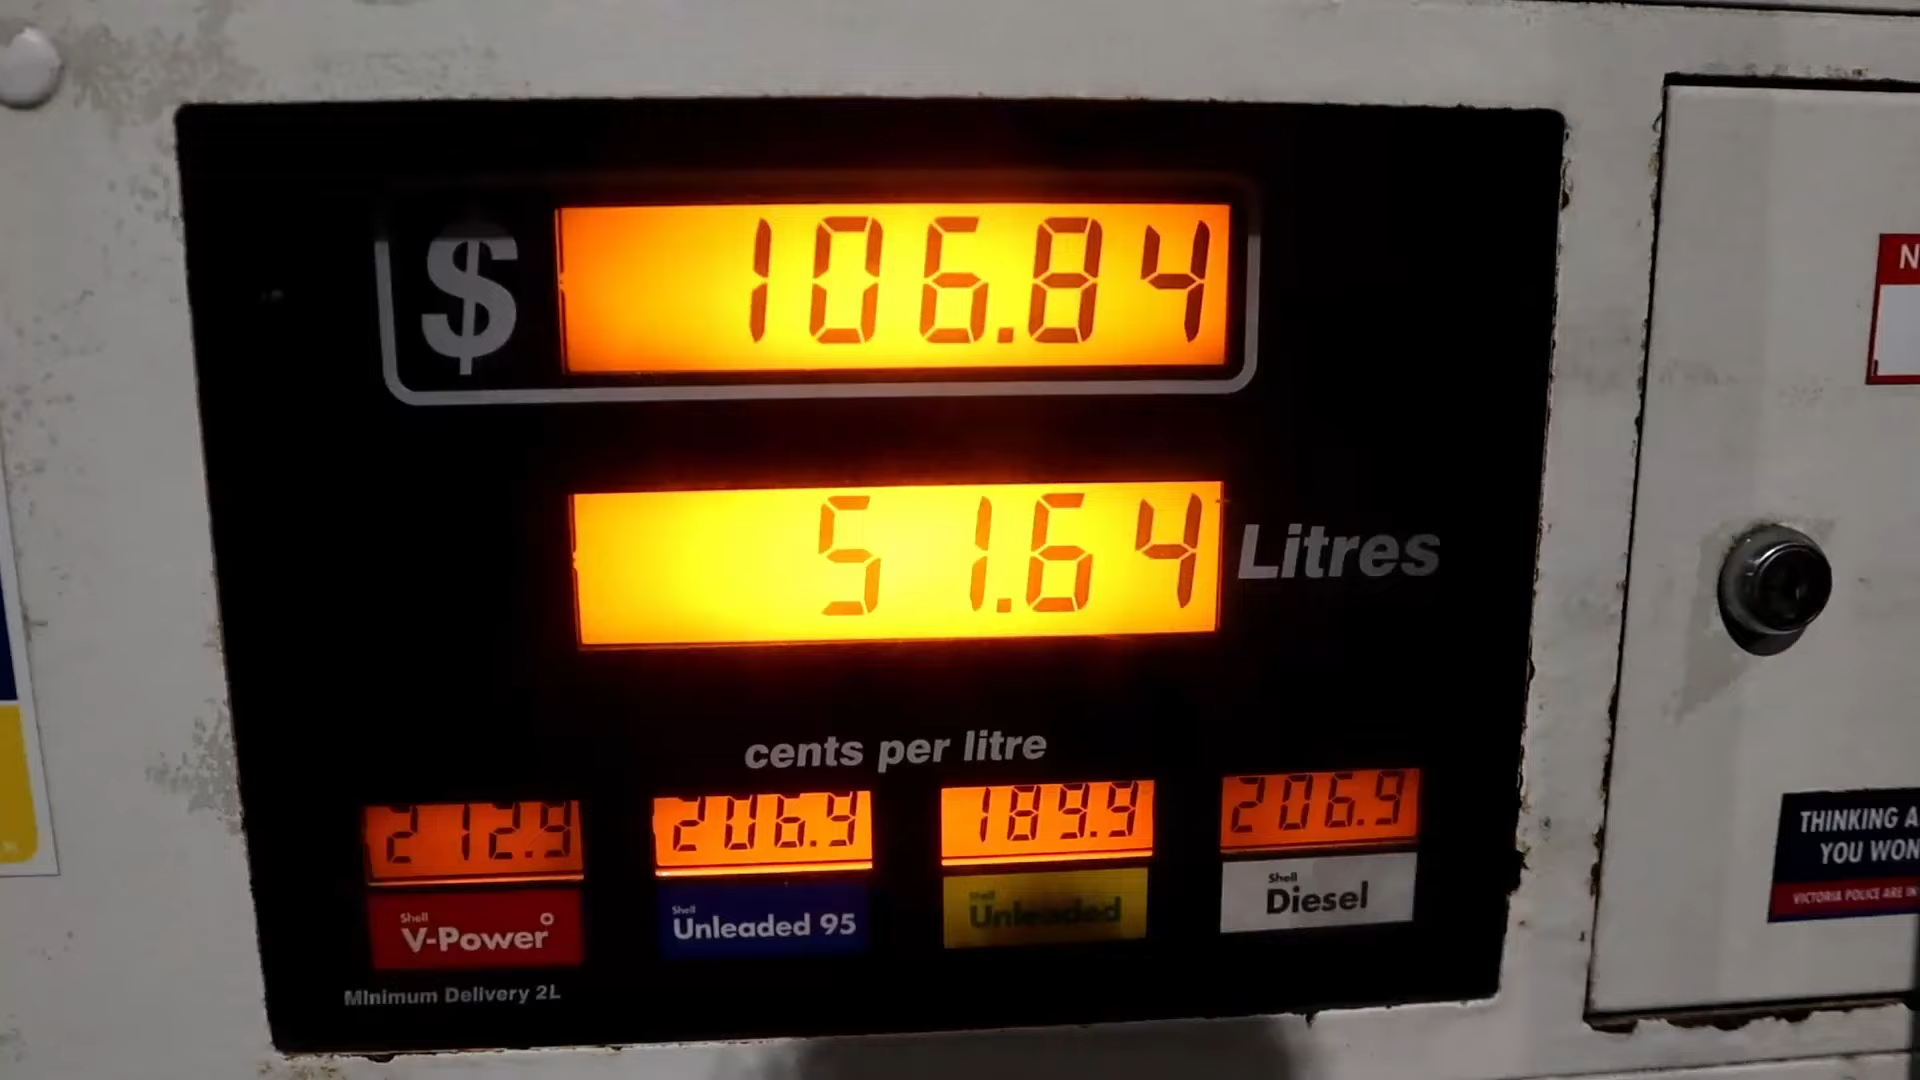 $ 106.84
51.64 Litres
cents per litre
212.9 206.9 189.9 206.9
Shell V-Power
Shell Unleaded 95
Shell Unleaded
Shell Diesel
Minimum Delivery 2L
N
THINKING A
YOU WON
VICTORIA POLICE ARE IN